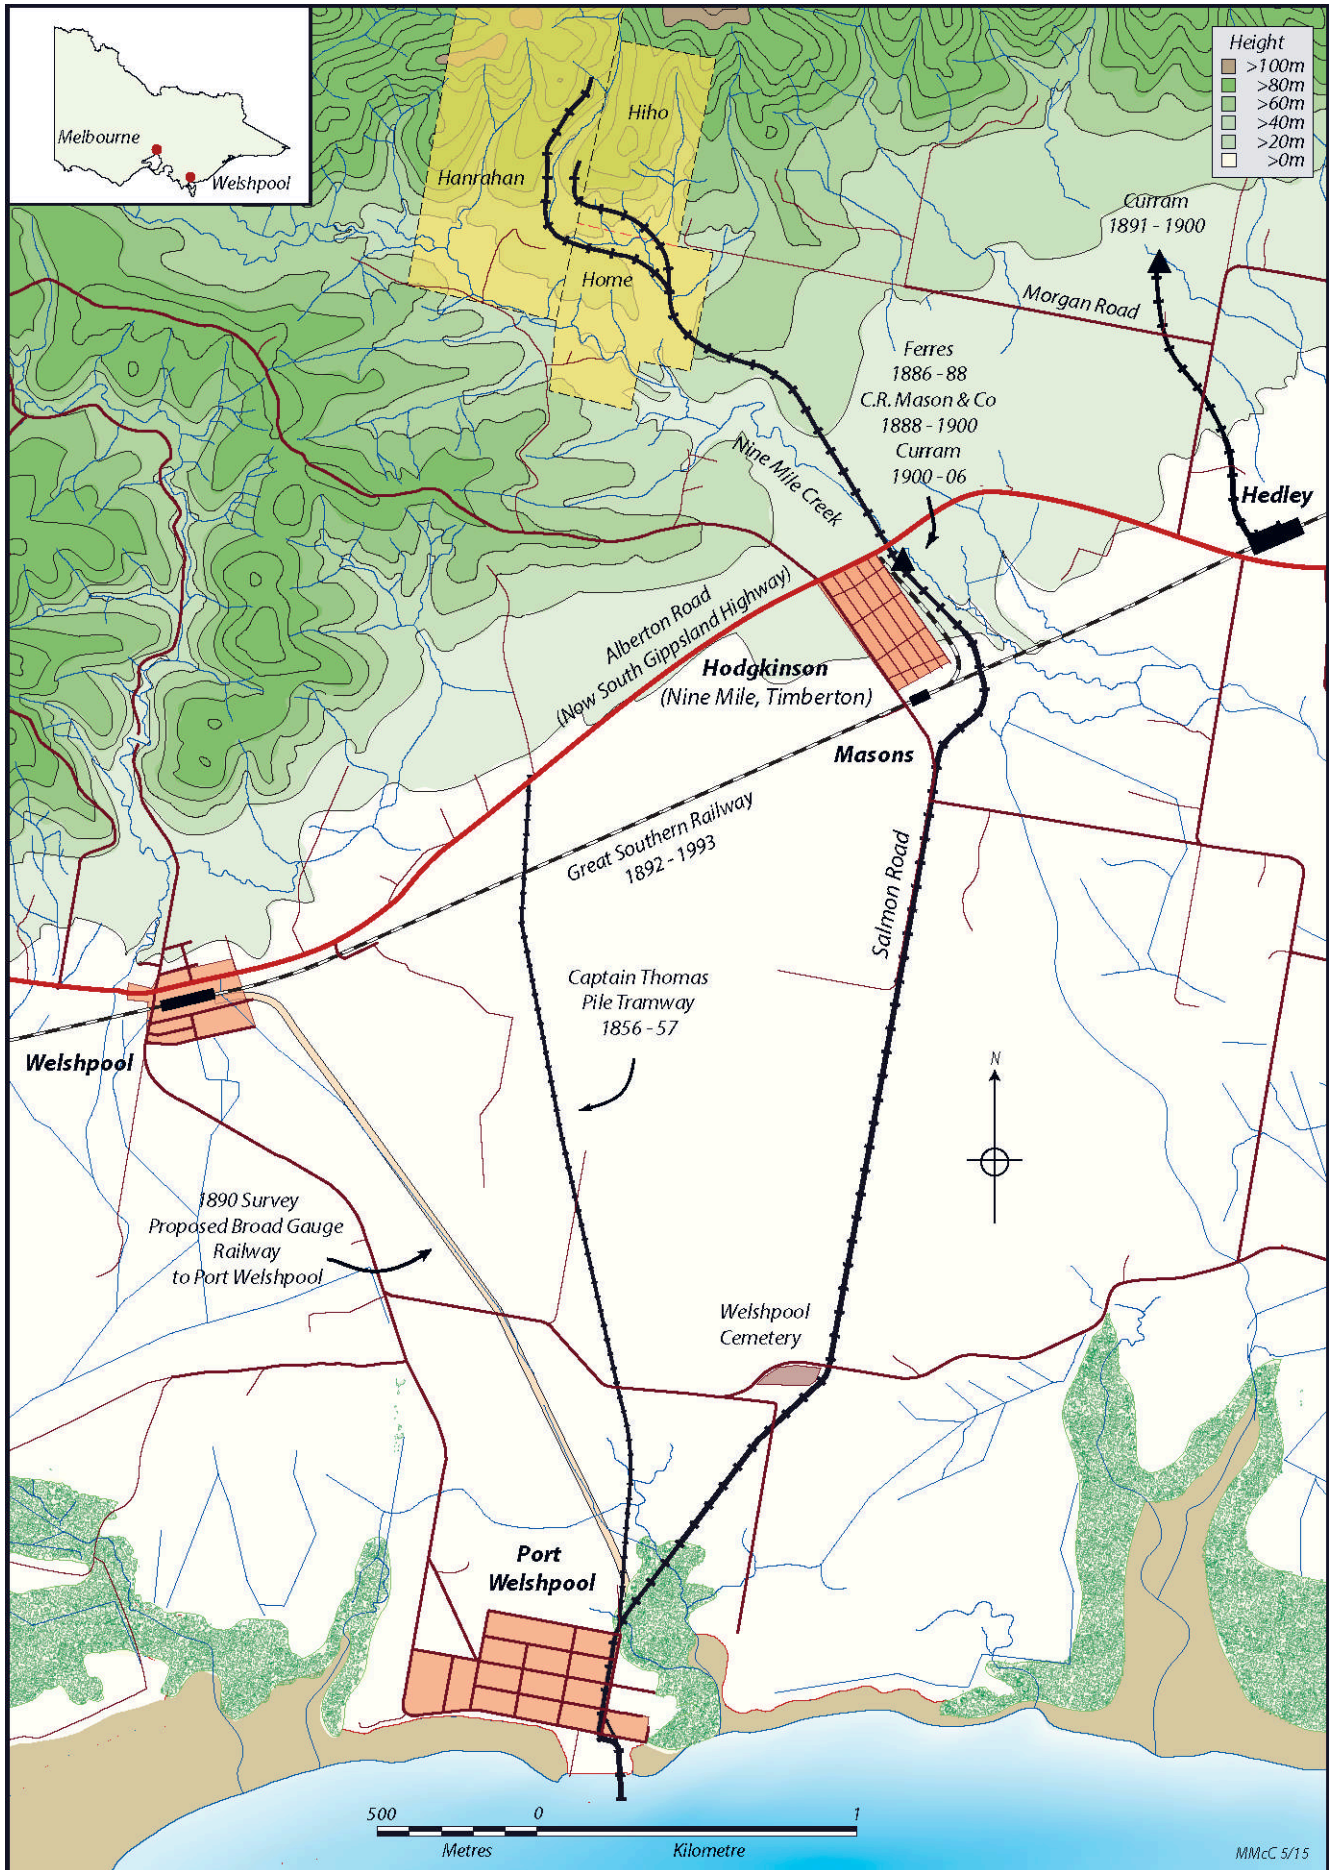 Melbourne
Welshpool
Height
>100m
>80m
>60m
>40m
>20m
>0m
Hiho
Hanrahan
Home
Curram
1891 - 1900
Morgan Road
Ferres
1886 - 88
C.R. Mason & Co
1888 - 1900
Curram
1900 - 06
Nine Mile Creek
Hedley
Alberton Road
(Now South Gippsland Highway)
Hodgkinson
(Nine Mile, Timberton)
Masons
Great Southern Railway
1892 - 1993
Salmon Road
Captain Thomas
Pile Tramway
1856 - 57
Welshpool
N
1890 Survey
Proposed Broad Gauge
Railway
to Port Welshpool
Welshpool
Cemetery
Port
Welshpool
500
0
1
Metres
Kilometre
MMcC 5/15